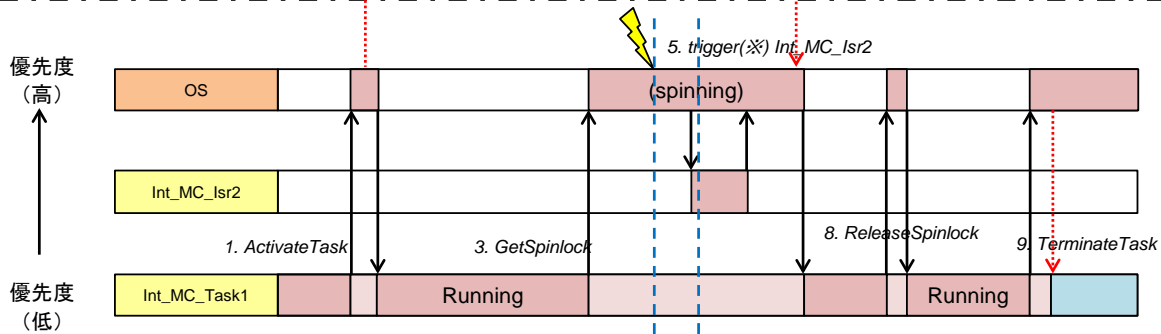 5. trigger(※) Int_MC_Isr2
優先度
（高）
OS
(spinning)
Int_MC_Isr2
1. ActivateTask
3. GetSpinlock
8. ReleaseSpinlock
9. TerminateTask
優先度
（低）
Int_MC_Task1
Running
Running